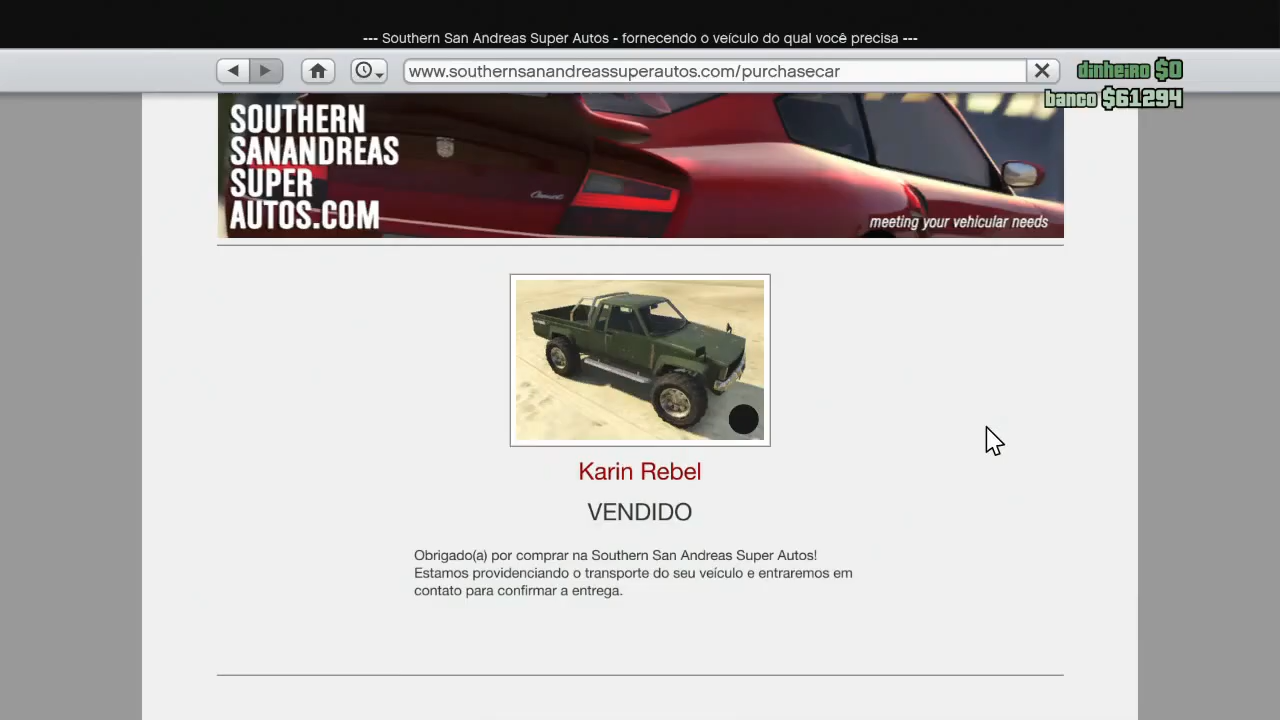 --- Southern San Andreas Super Autos - fornecendo o veículo do qual você precisa ---
www.southernsanandreassuperautos.com/purchasecar
dinheiro $0
banco $61294
SOUTHERN
SANANDREAS
SUPER
AUTOS.COM
meeting your vehicular needs
Karin Rebel
VENDIDO
Obrigado(a) por comprar na Southern San Andreas Super Autos!
Estamos providenciando o transporte do seu veículo e entraremos em
contato para confirmar a entrega.